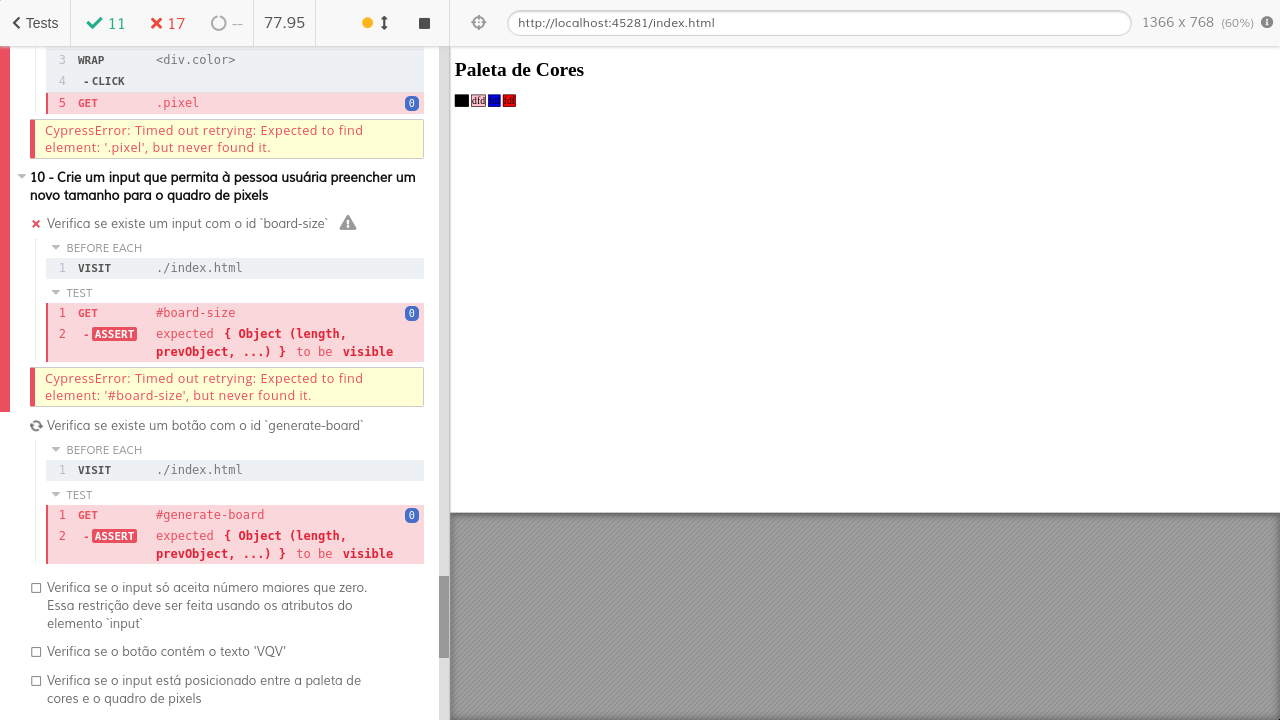 Tests 11 17 -- 77.95 http://localhost:45281/index.html 1366 x 768 (60%)
3 WRAP <div.color>
4 - CLICK
5 GET .pixel 0
CypressError: Timed out retrying: Expected to find
element: '.pixel', but never found it.
10 - Crie um input que permita à pessoa usuária preencher um
novo tamanho para o quadro de pixels
Verifica se existe um input com o id `board-size`
BEFORE EACH
1 VISIT ./index.html
TEST
1 GET #board-size 0
2 - ASSERT expected { Object (length,
prevObject, ...) } to be visible
CypressError: Timed out retrying: Expected to find
element: '#board-size', but never found it.
Verifica se existe um botão com o id `generate-board`
BEFORE EACH
1 VISIT ./index.html
TEST
1 GET #generate-board 0
2 - ASSERT expected { Object (length,
prevObject, ...) } to be visible
Verifica se o input só aceita número maiores que zero.
Essa restrição deve ser feita usando os atributos do
elemento `input`
Verifica se o botão contém o texto 'VQV'
Verifica se o input está posicionado entre a paleta de
cores e o quadro de pixels
Paleta de Cores
dfd